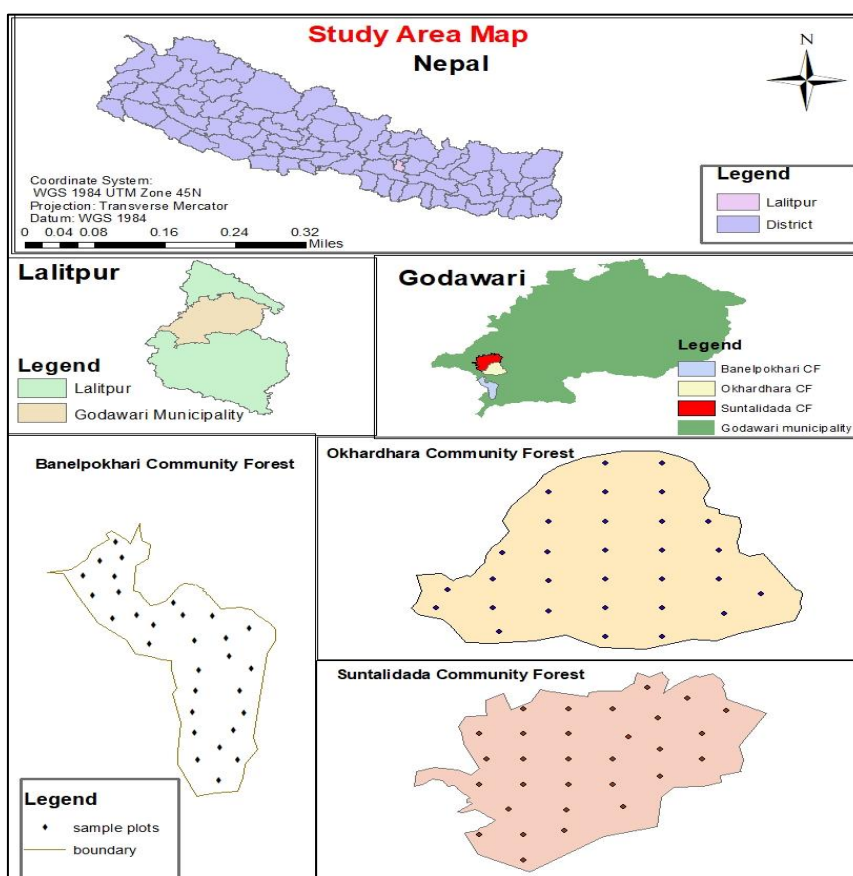 Study Area Map
Nepal
N
Coordinate System:
WGS 1984 UTM Zone 45N
Projection: Transverse Mercator
Datum: WGS 1984
0 0.04 0.08 0.16 0.24 0.32
Miles
Legend
Lalitpur
District
Lalitpur
Legend
Lalitpur
Godawari Municipality
Godawari
Legend
Banelpokhari CF
Okhardhara CF
Suntalidada CF
Godawari municipality
Banelpokhari Community Forest
Legend
sample plots
boundary
Okhardhara Community Forest
Suntalidada Community Forest